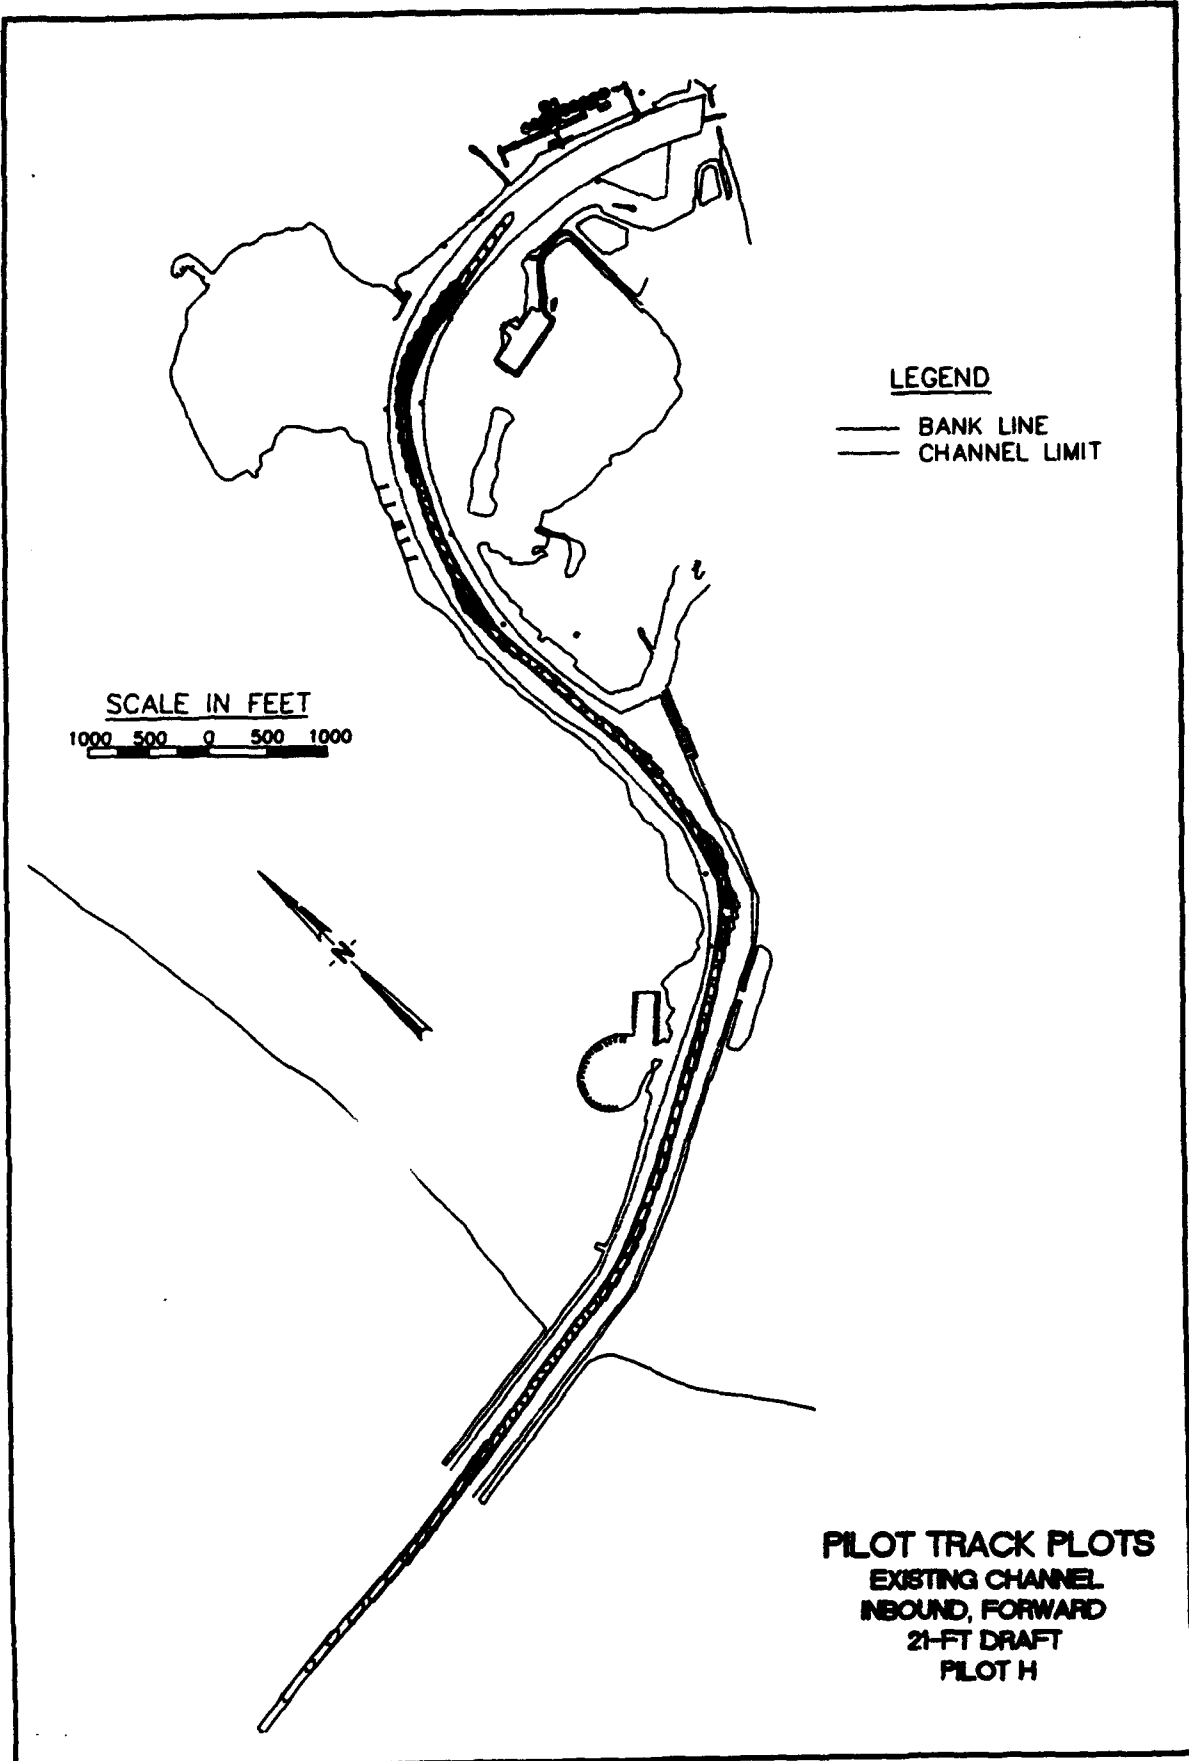 LEGEND
BANK LINE
CHANNEL LIMIT
SCALE IN FEET
1000 500 0 500 1000
N
PILOT TRACK PLOTS
EXISTING CHANNEL
INBOUND, FORWARD
21-FT DRAFT
PILOT H